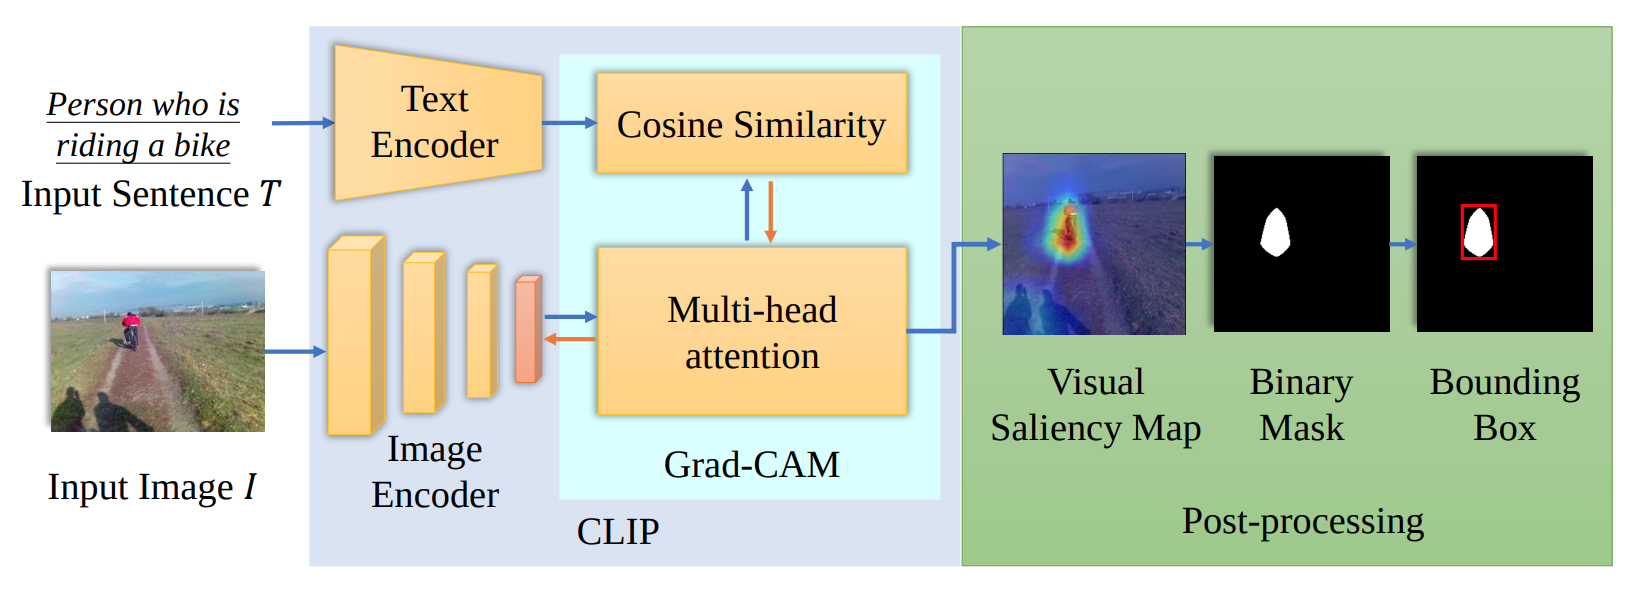 Person who is
riding a bike
Input Sentence T
Input Image I
Text
Encoder
Image
Encoder
Cosine Similarity
Multi-head
attention
Grad-CAM
CLIP
Visual
Saliency Map
Binary
Mask
Bounding
Box
Post-processing